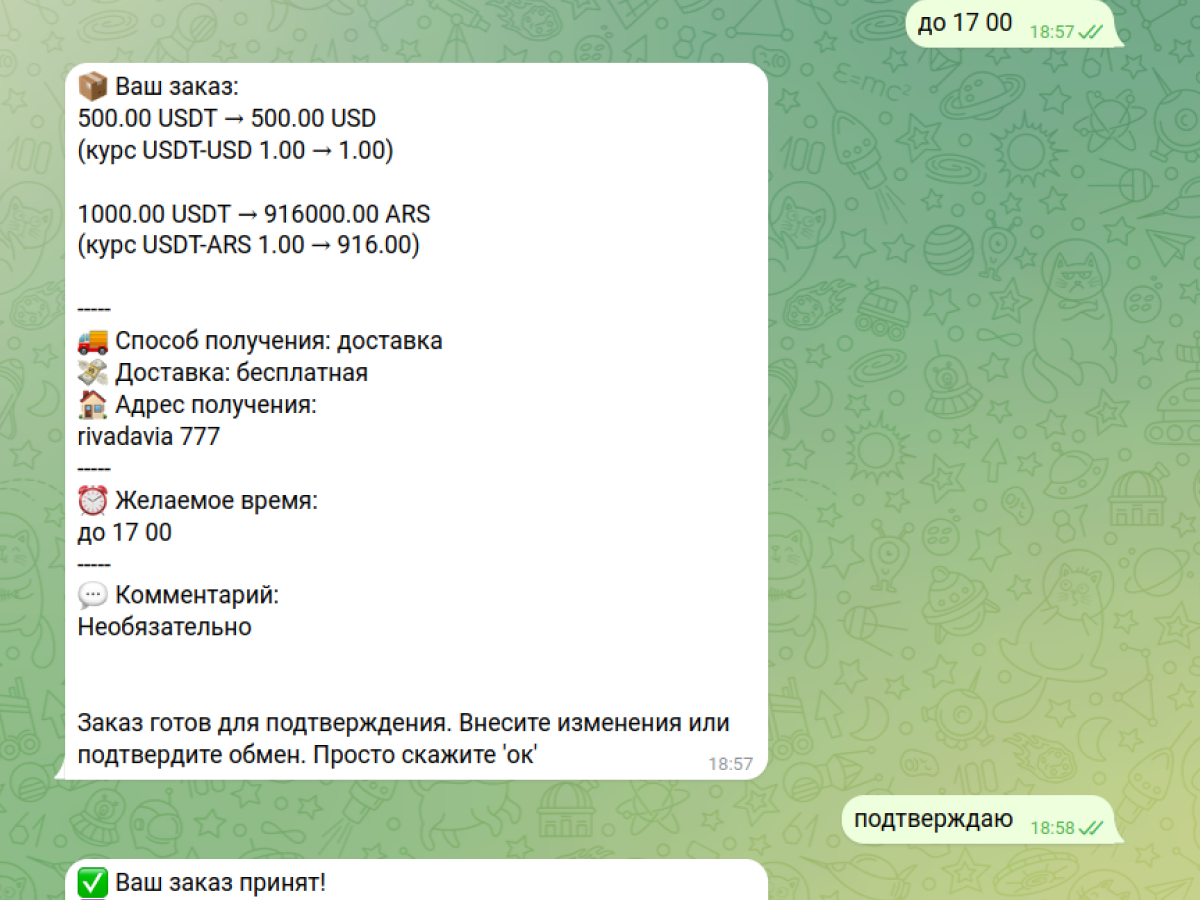 до 17 00
18:57
Ваш заказ:
500.00 USDT → 500.00 USD
(курс USDT-USD 1.00 → 1.00)
1000.00 USDT → 916000.00 ARS
(курс USDT-ARS 1.00 → 916.00)
-----
Способ получения: доставка
Доставка: бесплатная
Адрес получения:
rivadavia 777
-----
Желаемое время:
до 17 00
-----
Комментарий:
Необязательно
Заказ готов для подтверждения. Внесите изменения или
подтвердите обмен. Просто скажите 'ок'
18:57
подтверждаю
18:58
Ваш заказ принят!